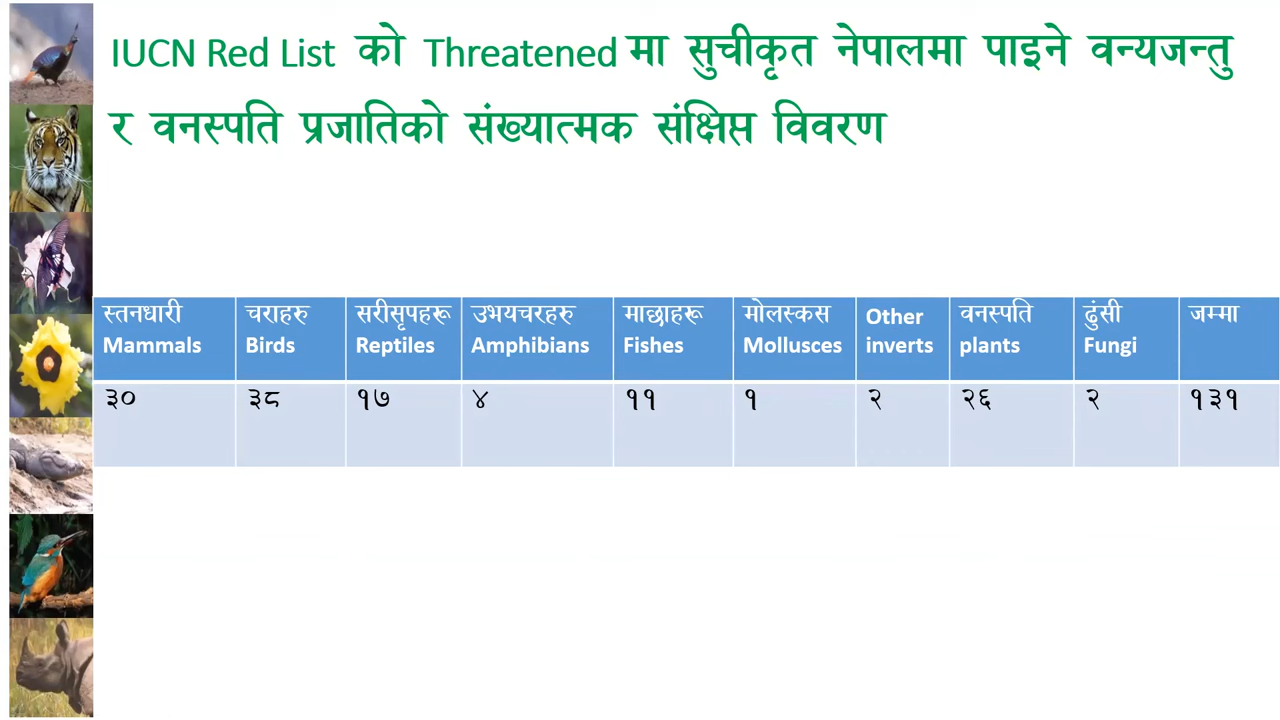 IUCN Red List को Threatened मा सुचीकृत नेपालमा पाइने वन्यजन्तु
र वनस्पति प्रजातिको संख्यात्मक संक्षिप्त विवरण
स्तनधारी चराहरु सरीसृपहरू उभयचरहरु माछाहरू मोलस्कस Other वनस्पति ढुंसी जम्मा
Mammals Birds Reptiles Amphibians Fishes Mollusces inverts plants Fungi
३० ३८ १७ ४ ११ १ २ २६ २ १३१